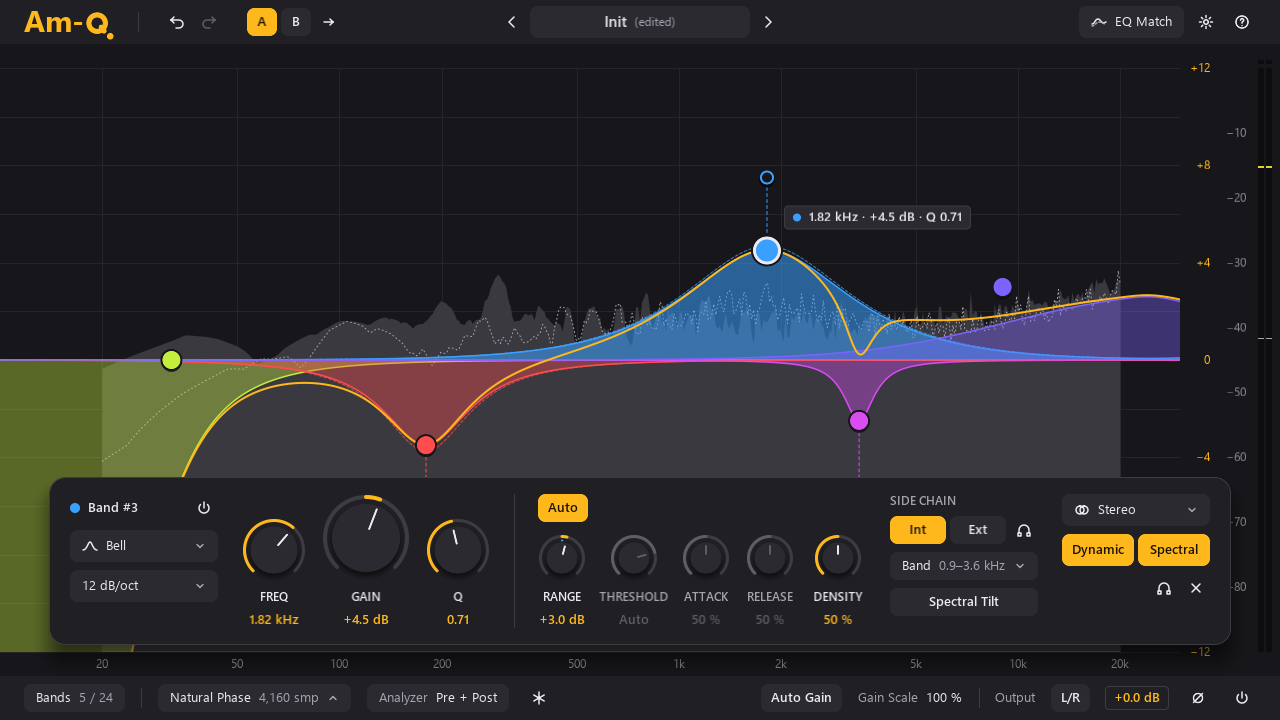 Am-Q
A B
Init (edited)
EQ Match
+12
-10
+8
-20
1.82 kHz · +4.5 dB · Q 0.71
+4
-30
-40
0
-50
-4
-60
Band #3
Bell
12 dB/oct
FREQ GAIN Q
1.82 kHz +4.5 dB 0.71
Auto
RANGE THRESHOLD ATTACK RELEASE DENSITY
+3.0 dB Auto 50 % 50 % 50 %
SIDE CHAIN
Int Ext
Band 0.9–3.6 kHz
Spectral Tilt
Stereo
Dynamic Spectral
-70
-80
-12
20 50 100 200 500 1k 2k 5k 10k 20k
Bands 5 / 24
Natural Phase 4,160 smp
Analyzer Pre + Post
Auto Gain
Gain Scale 100 %
Output L/R +0.0 dB